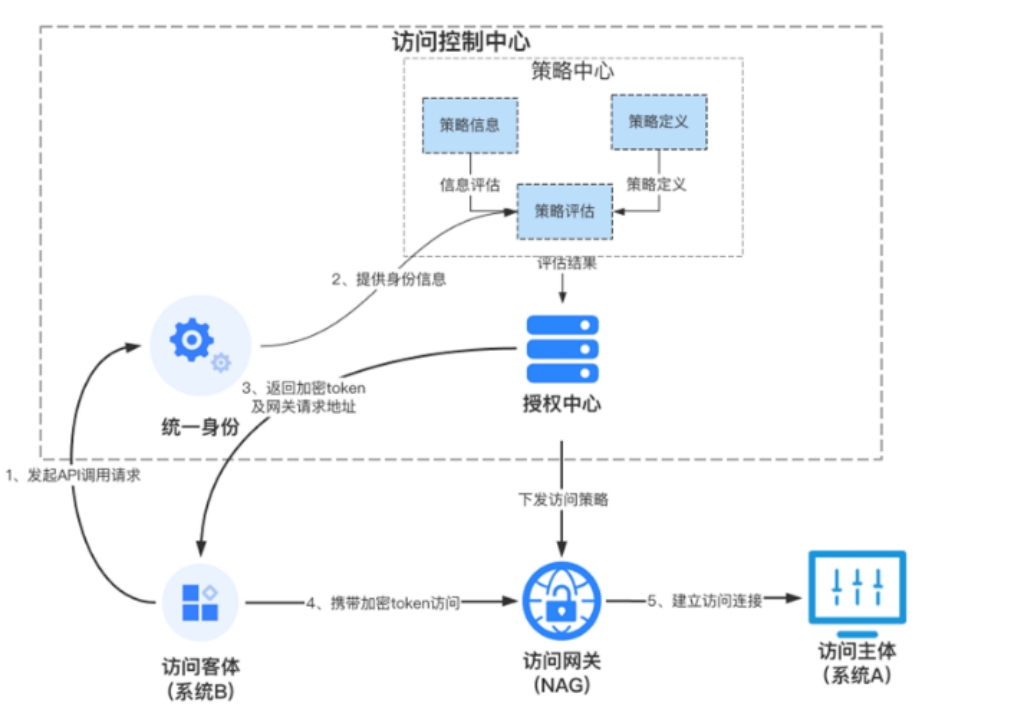 访问控制中心
策略中心
策略信息
策略定义
信息评估
策略定义
策略评估
评估结果
2、提供身份信息
3、返回加密token
及网关请求地址
授权中心
统一身份
1、发起API调用请求
下发访问策略
4、携带加密token访问
5、建立访问连接
访问客体
（系统B）
访问网关
（NAG）
访问主体
（系统A）